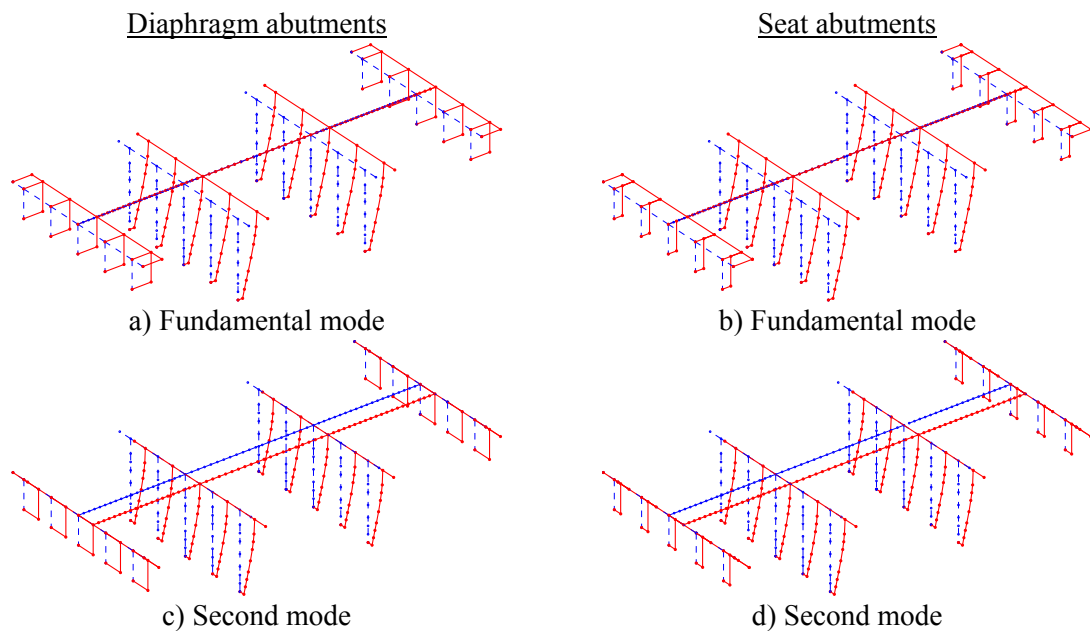 Diaphragm abutments
Seat abutments
a) Fundamental mode
b) Fundamental mode
c) Second mode
d) Second mode